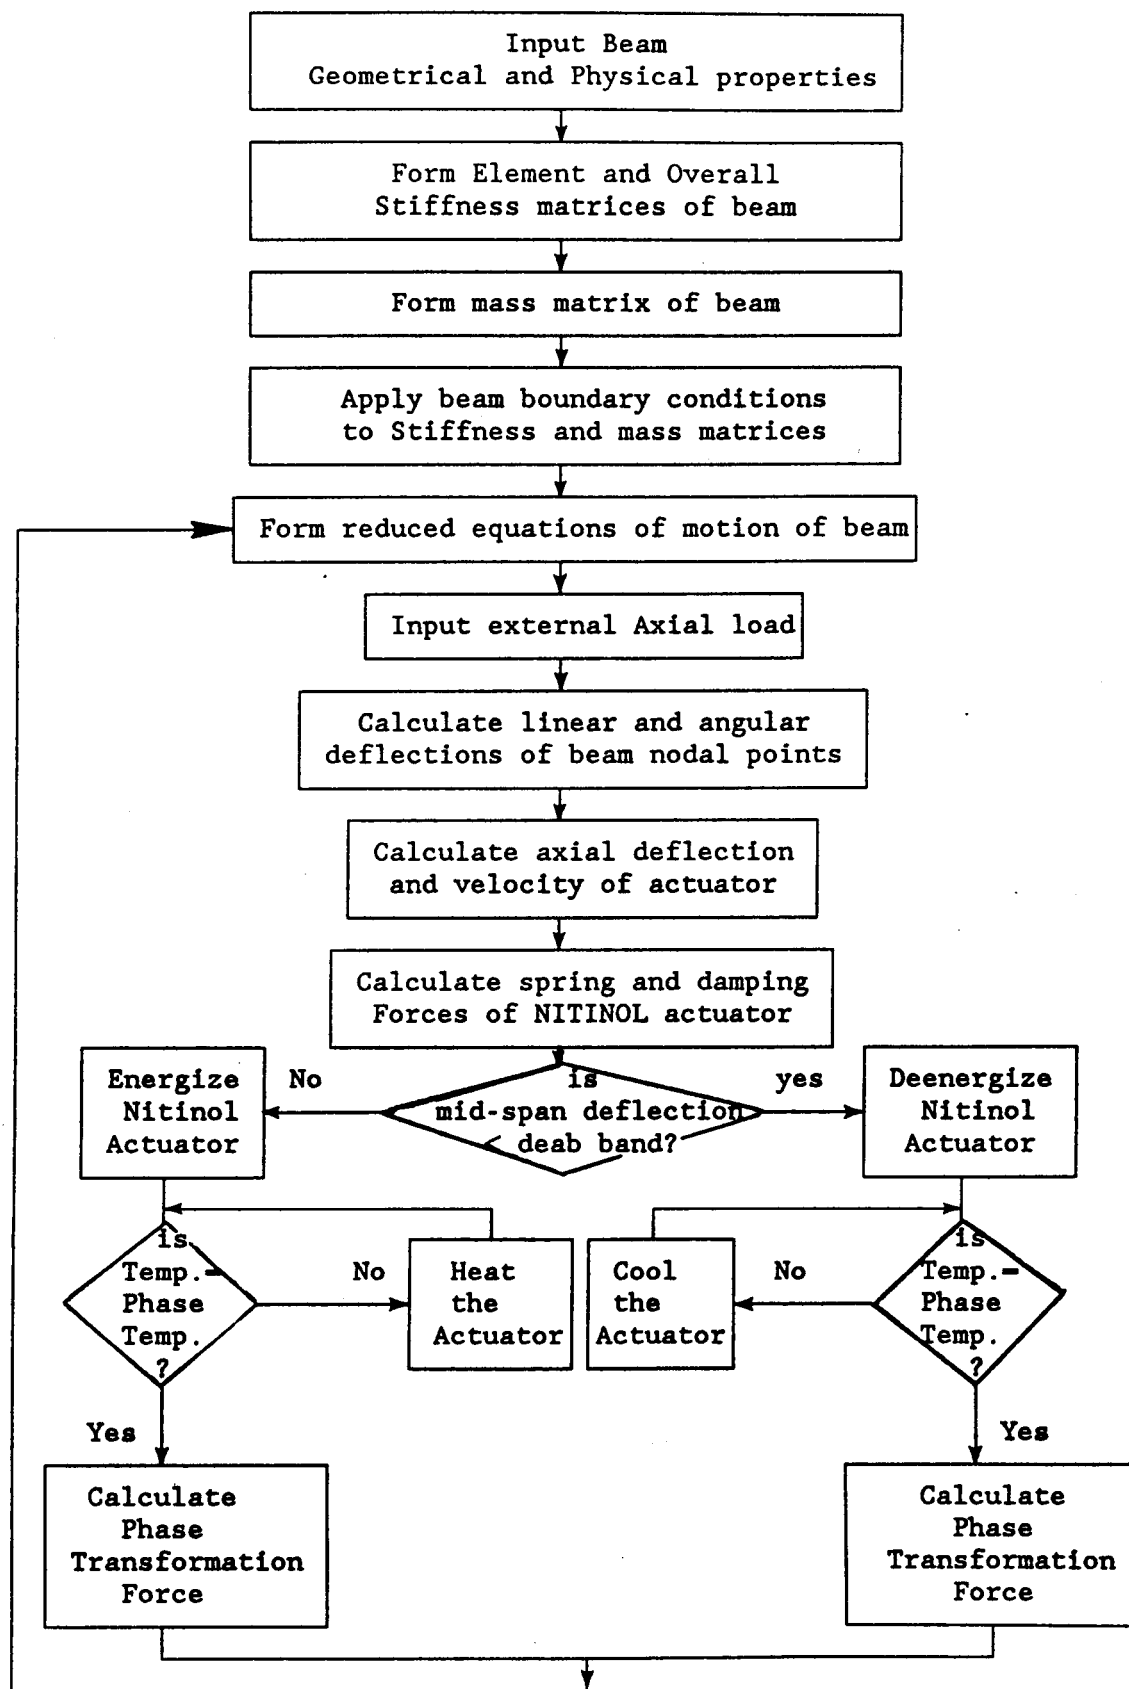 Input Beam
Geometrical and Physical properties
Form Element and Overall
Stiffness matrices of beam
Form mass matrix of beam
Apply beam boundary conditions
to Stiffness and mass matrices
Form reduced equations of motion of beam
Input external Axial load
Calculate linear and angular
deflections of beam nodal points
Calculate axial deflection
and velocity of actuator
Calculate spring and damping
Forces of NITINOL actuator
is
mid-span deflection
< deab band?
No
yes
Energize
Nitinol
Actuator
Deenergize
Nitinol
Actuator
is
Temp.=
Phase
Temp.
?
No
Heat
the
Actuator
Cool
the
Actuator
No
is
Temp.=
Phase
Temp.
?
Yes
Yes
Calculate
Phase
Transformation
Force
Calculate
Phase
Transformation
Force